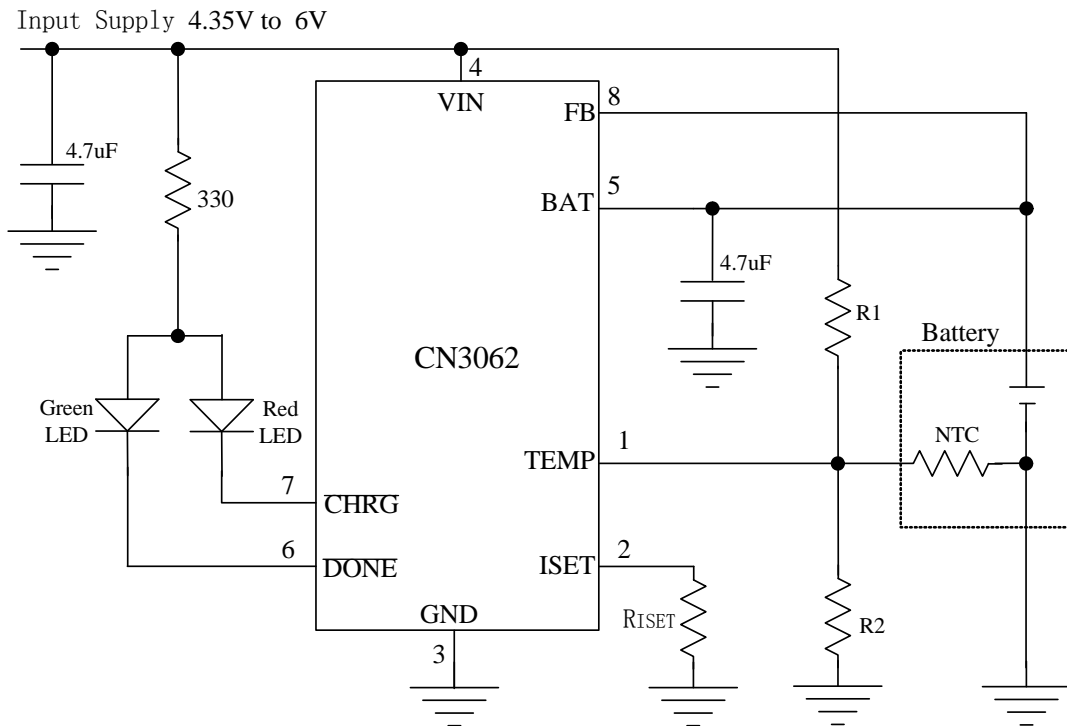 Input Supply 4.35V to 6V
4
VIN
8
FB
4.7uF
330
5
BAT
4.7uF
R1
Battery
CN3062
Green
LED
Red
LED
1
TEMP
NTC
7
CHRG
6
DONE
2
ISET
GND
RISET
R2
3